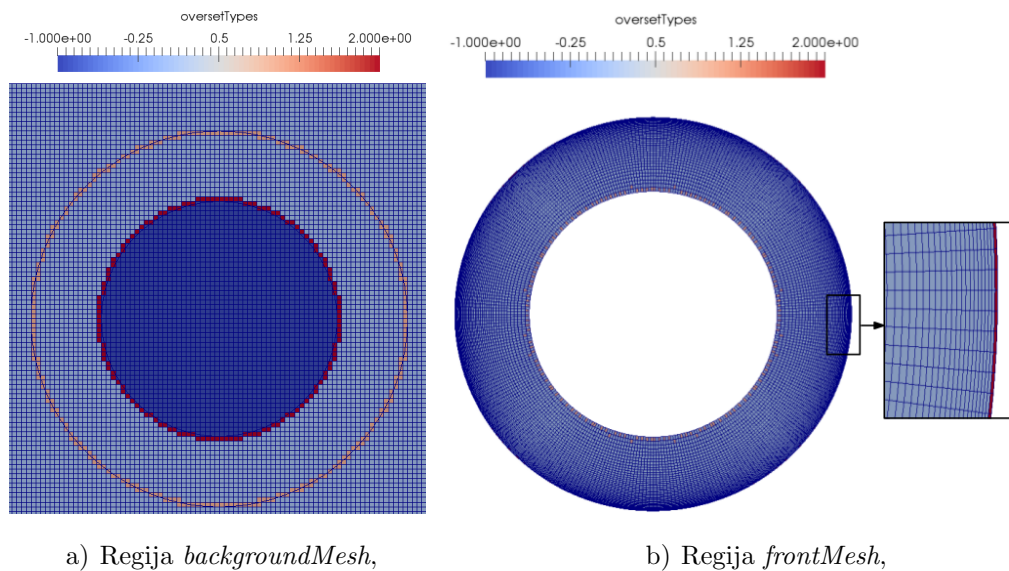 oversetTypes
-1.000e+00 -0.25 0.5 1.25 2.000e+00
oversetTypes
-1.000e+00 -0.25 0.5 1.25 2.000e+00
a) Regija backgroundMesh,
b) Regija frontMesh,